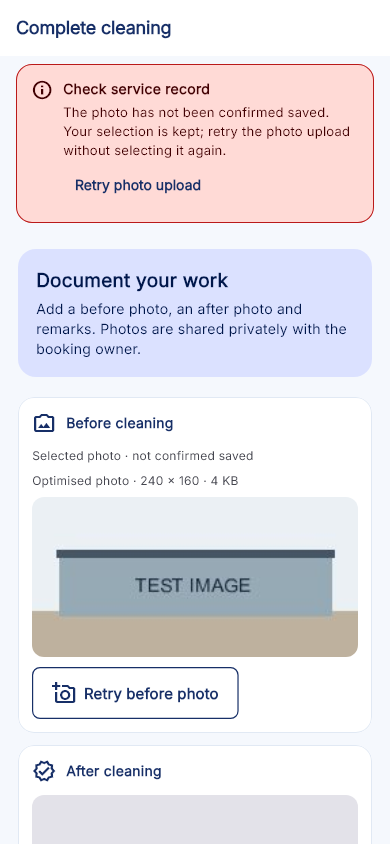 Complete cleaning
Check service record
The photo has not been confirmed saved.
Your selection is kept; retry the photo upload
without selecting it again.
Retry photo upload
Document your work
Add a before photo, an after photo and
remarks. Photos are shared privately with the
booking owner.
Before cleaning
Selected photo · not confirmed saved
Optimised photo · 240 × 160 · 4 KB
TEST IMAGE
Retry before photo
After cleaning